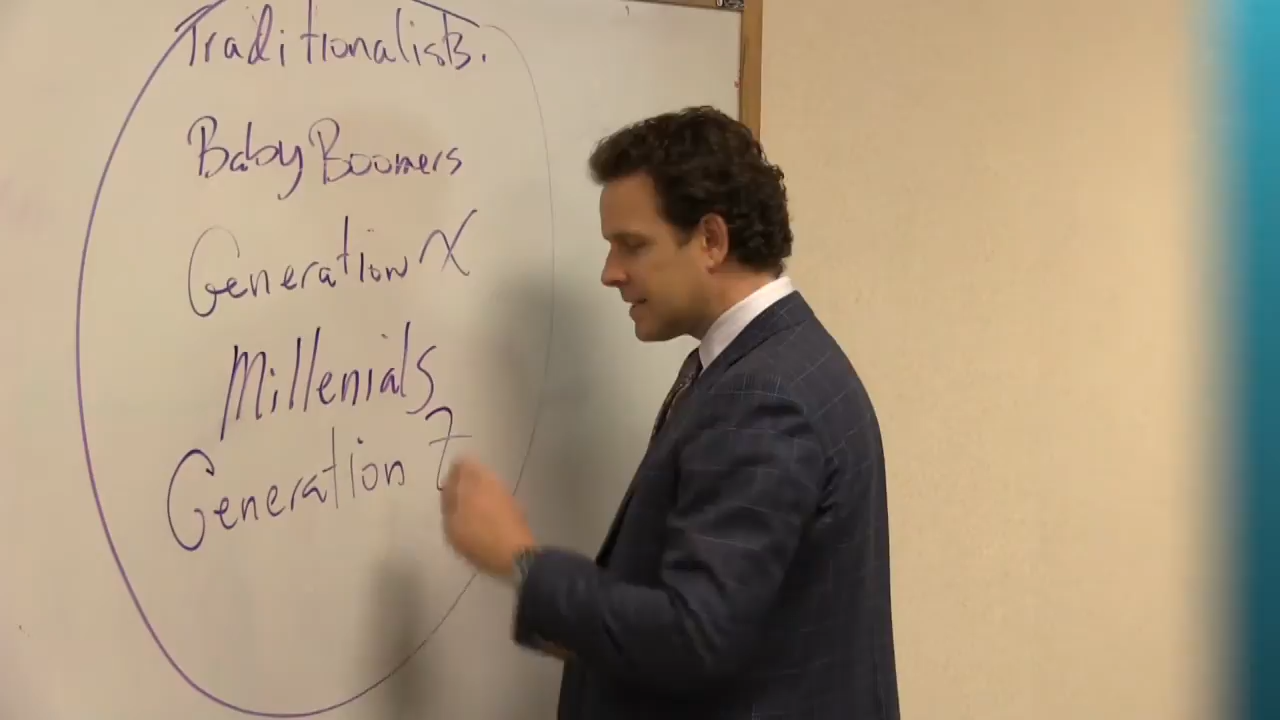 Traditionalists.
Baby Boomers
Generation X
Millenials
Generation Z